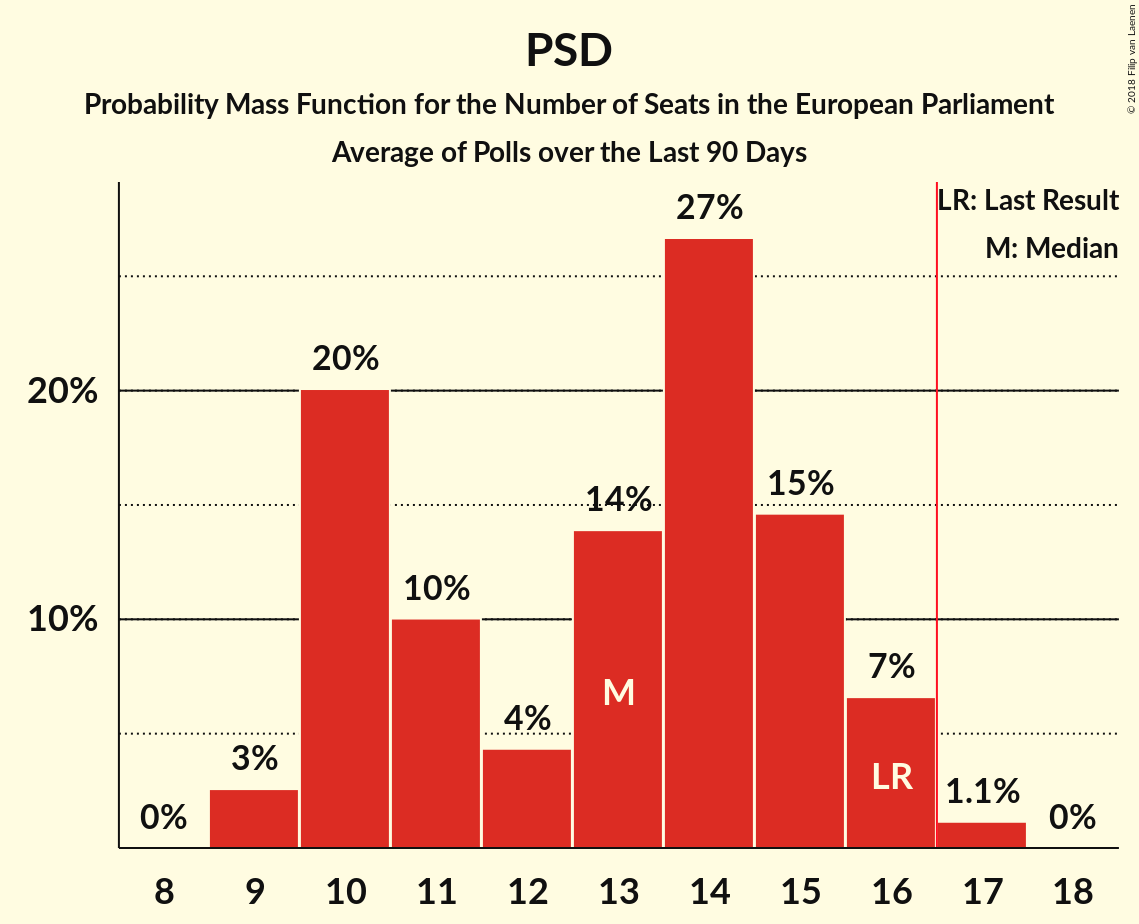 PSD
Probability Mass Function for the Number of Seats in the European Parliament
Average of Polls over the Last 90 Days
© 2018 Filip van Laenen
LR: Last Result
M: Median
27%
20%
20%
15%
14%
10%
10%
7%
M
4%
3%
LR
1.1%
0%
0%
8 9 10 11 12 13 14 15 16 17 18